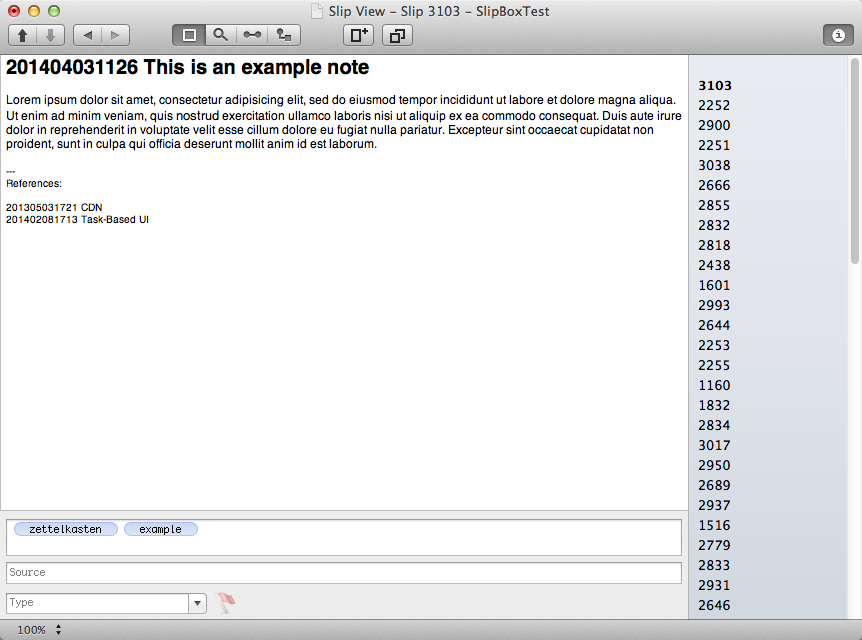 Slip View – Slip 3103 – SlipBoxTest
201404031126 This is an example note
Lorem ipsum dolor sit amet, consectetur adipisicing elit, sed do eiusmod tempor incididunt ut labore et dolore magna aliqua.
Ut enim ad minim veniam, quis nostrud exercitation ullamco laboris nisi ut aliquip ex ea commodo consequat. Duis aute irure
dolor in reprehenderit in voluptate velit esse cillum dolore eu fugiat nulla pariatur. Excepteur sint occaecat cupidatat non
proident, sunt in culpa qui officia deserunt mollit anim id est laborum.
---
References:
201305031721 CDN
201402081713 Task-Based UI
zettelkasten example
Source
Type
100%
3103
2252
2900
2251
3038
2666
2855
2832
2818
2438
1601
2993
2644
2253
2255
1160
1832
2834
3017
2950
2689
2937
1516
2779
2833
2931
2646